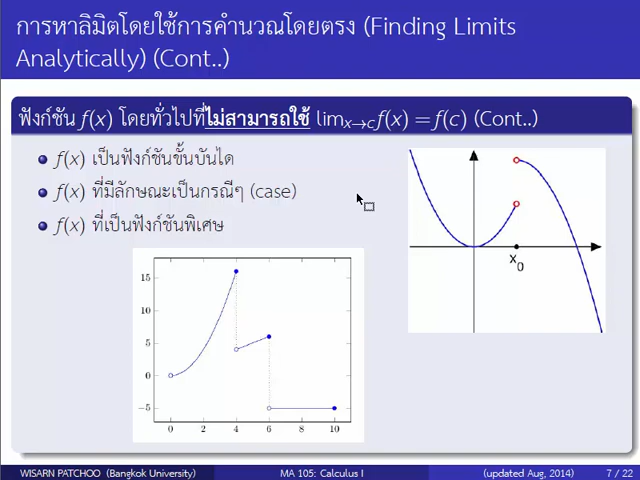 การหาลิมิตโดยใช้การคำนวณโดยตรง (Finding Limits
Analytically) (Cont..)
ฟังก์ชัน f(x) โดยทั่วไปที่ไม่สามารถใช้ limx→c f(x) = f(c) (Cont..)
f(x) เป็นฟังก์ชันขั้นบันได
f(x) ที่มีลักษณะเป็นกรณีๆ (case)
f(x) ที่เป็นฟังก์ชันพิเศษ
x0
15
10
5
0
−5
0 2 4 6 8 10
WISARN PATCHOO (Bangkok University) MA 105: Calculus I (updated Aug, 2014) 7 / 22